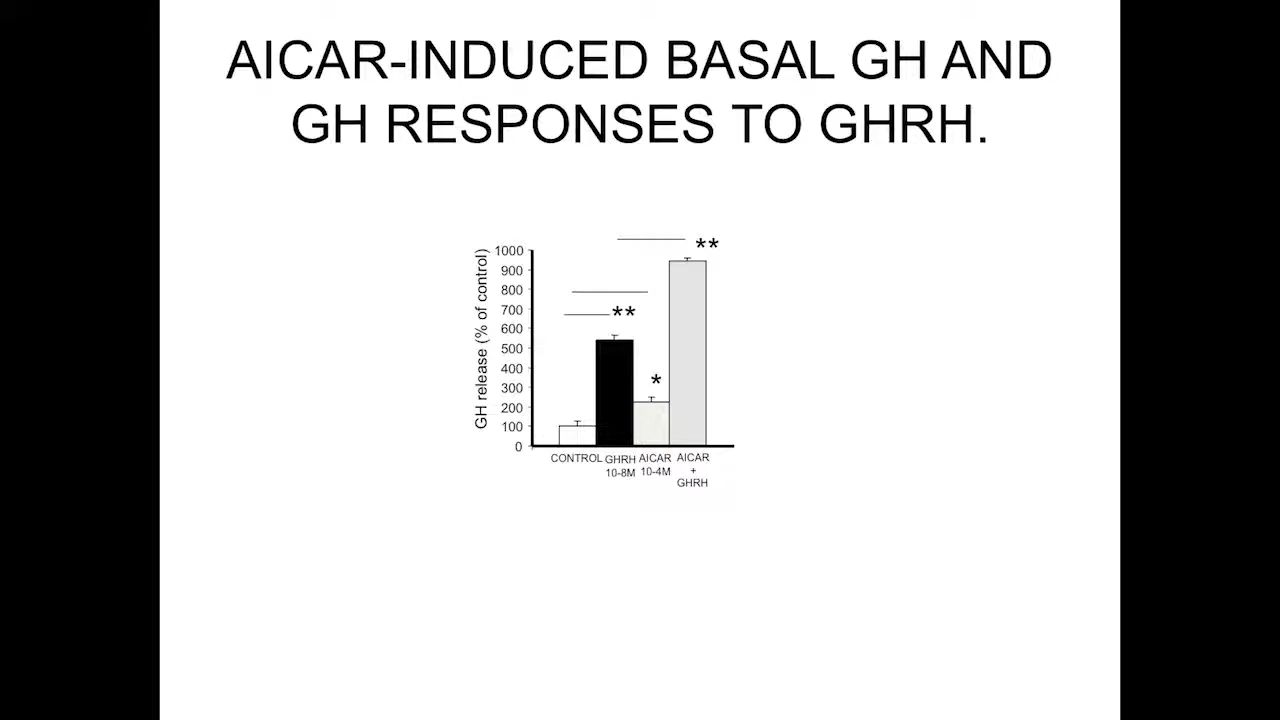 AICAR-INDUCED BASAL GH AND
GH RESPONSES TO GHRH.
GH release (% of control)
1000
900
800
700
600
500
400
300
200
100
0
**
**
*
CONTROL
GHRH
10-8M
AICAR
10-4M
AICAR
+
GHRH